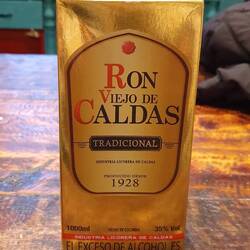 RON
VIEJO DE
CALDAS
TRADICIONAL
INDUSTRIA LICORERA DE CALDAS
PRODUCIDO DESDE
1928
1000ml
35% Vol
INDUSTRIA LICORERA DE CALDAS
EL EXCESO DE ALCOHOL ES